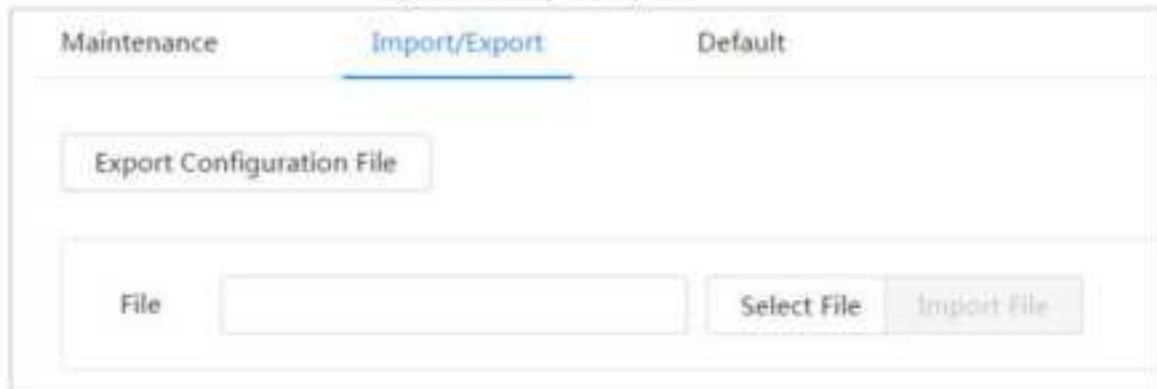 Maintenance Import/Export Default
Export Configuration File
File Select File Import File